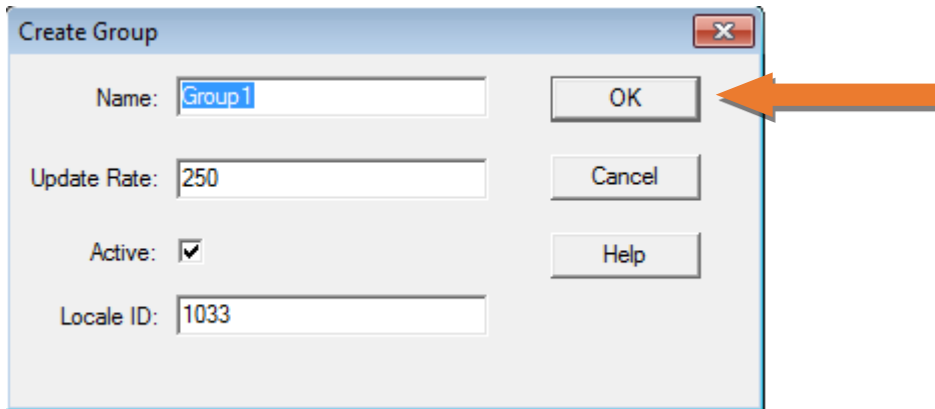 Create Group
Name: Group1 OK
Update Rate: 250 Cancel
Active: Help
Locale ID: 1033